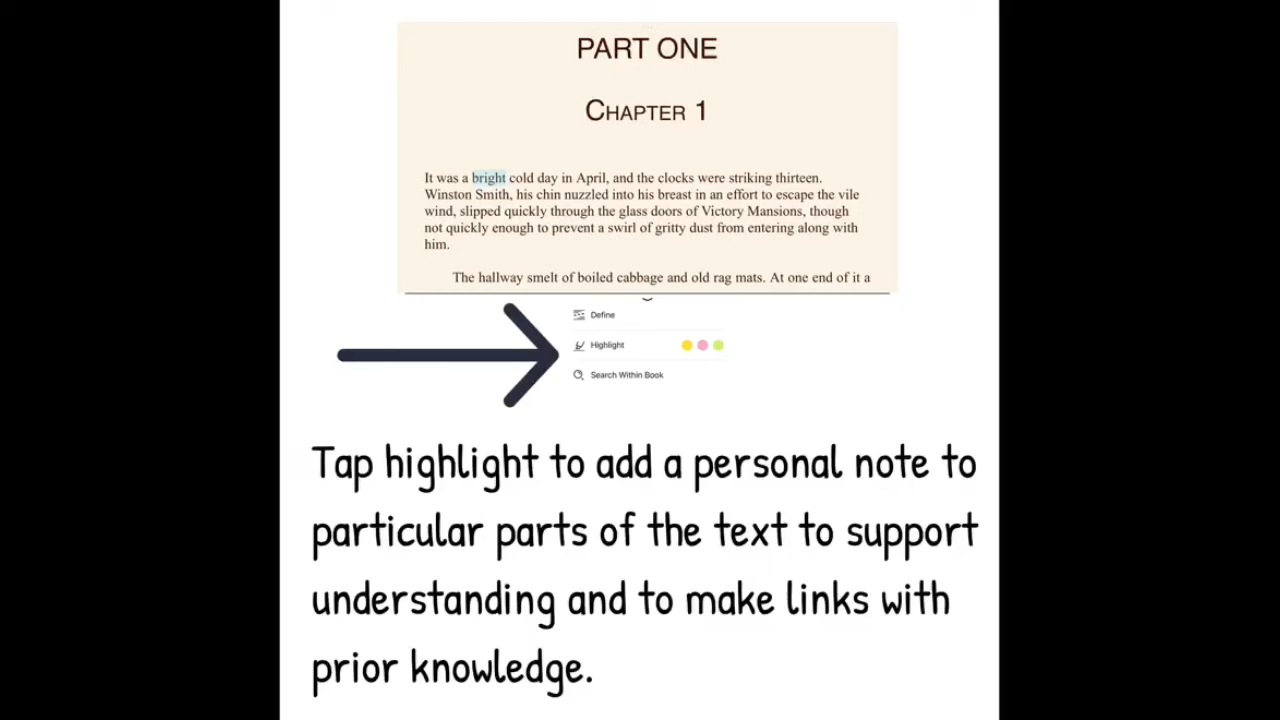 PART ONE
CHAPTER 1
It was a bright cold day in April, and the clocks were striking thirteen.
Winston Smith, his chin nuzzled into his breast in an effort to escape the vile
wind, slipped quickly through the glass doors of Victory Mansions, though
not quickly enough to prevent a swirl of gritty dust from entering along with
him.
The hallway smelt of boiled cabbage and old rag mats. At one end of it a
Define
Highlight
Search Within Book
Tap highlight to add a personal note to
particular parts of the text to support
understanding and to make links with
prior knowledge.